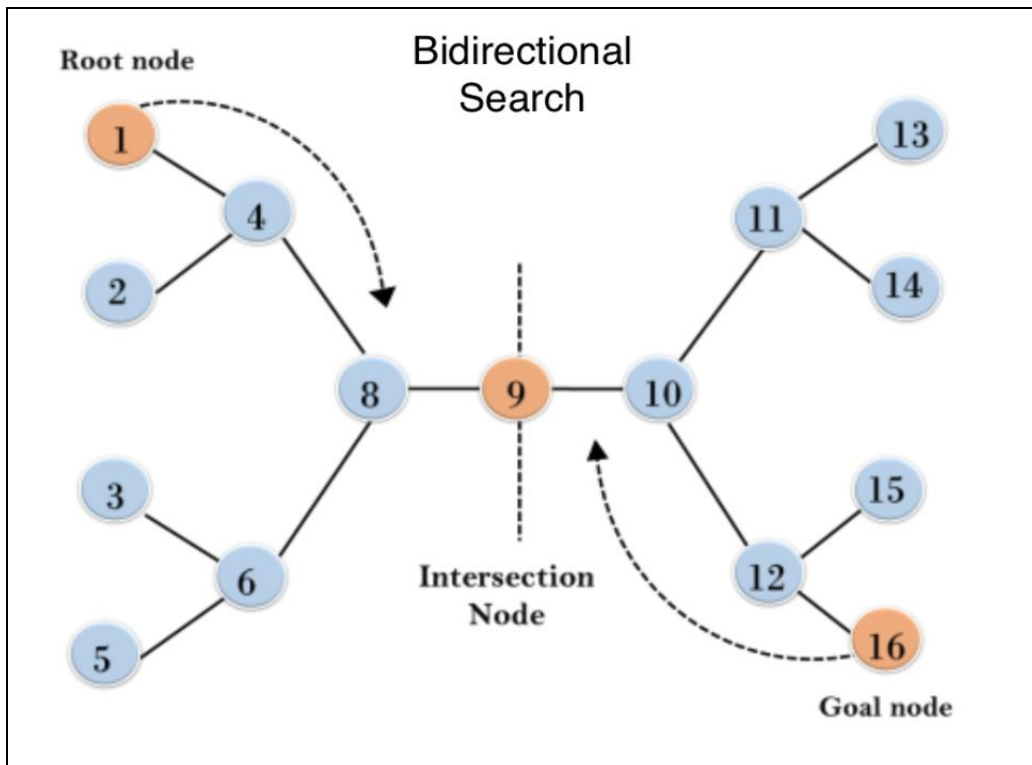 Bidirectional
Search
Root node
1
13
4
11
2
14
8
9
10
3
15
6
12
Intersection
Node
5
16
Goal node